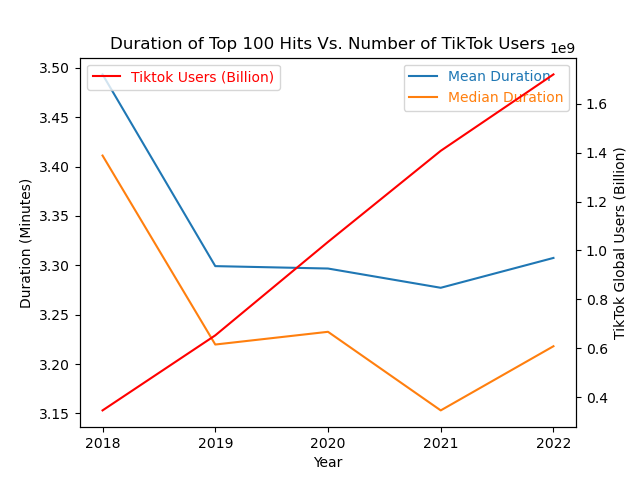 Duration of Top 100 Hits Vs. Number of TikTok Users
1e9
Tiktok Users (Billion)
Mean Duration
Median Duration
3.50
3.45
3.40
3.35
3.30
3.25
3.20
3.15
Duration (Minutes)
1.6
1.4
1.2
1.0
0.8
0.6
0.4
TikTok Global Users (Billion)
2018 2019 2020 2021 2022
Year